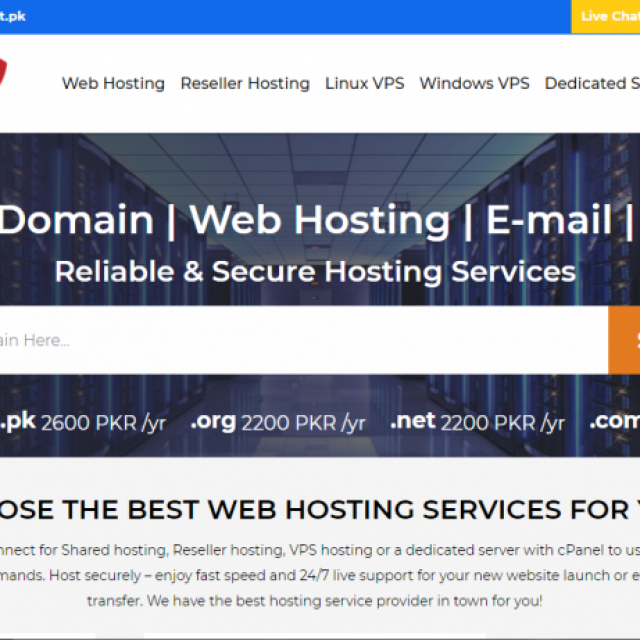 t.pk
Live Chat
Web Hosting Reseller Hosting Linux VPS Windows VPS Dedicated S
Domain | Web Hosting | E-mail |
Reliable & Secure Hosting Services
ain Here...
.pk 2600 PKR /yr .org 2200 PKR /yr .net 2200 PKR /yr .com
OSE THE BEST WEB HOSTING SERVICES FOR
nnect for Shared hosting, Reseller hosting, VPS hosting or a dedicated server with cPanel to us
mands. Host securely – enjoy fast speed and 24/7 live support for your new website launch or e
transfer. We have the best hosting service provider in town for you!